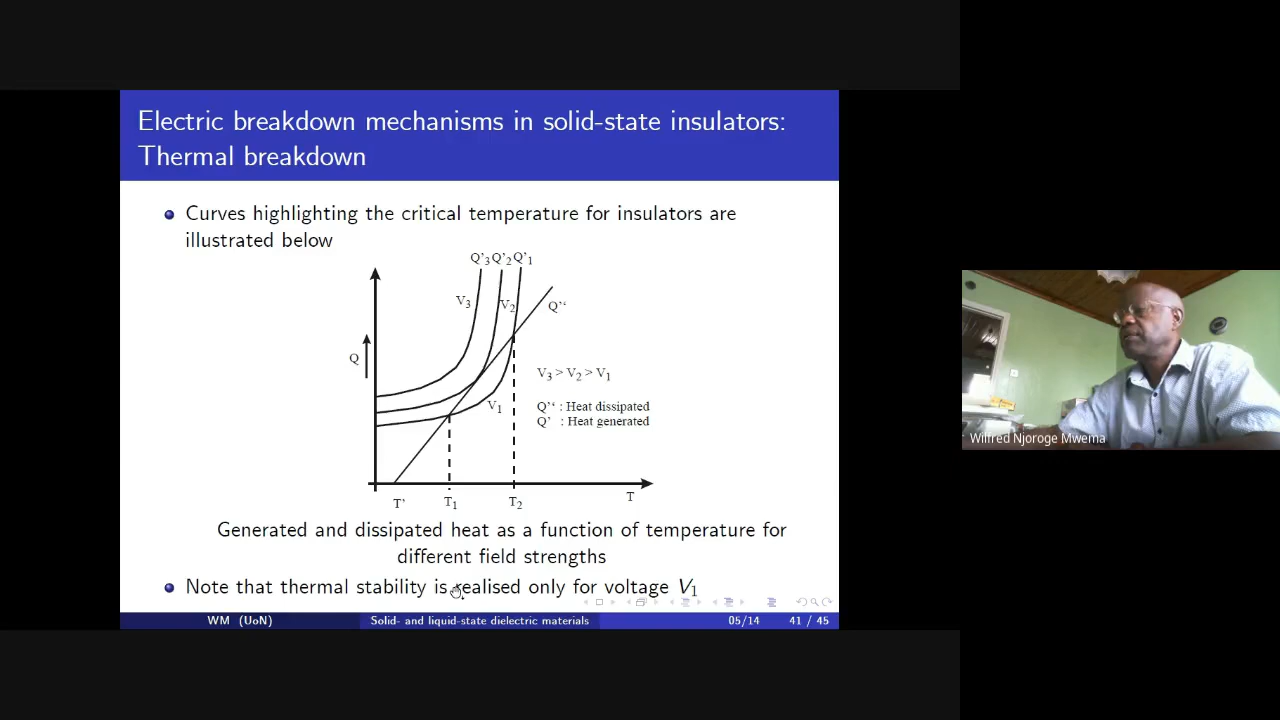 Electric breakdown mechanisms in solid-state insulators:
Thermal breakdown
Curves highlighting the critical temperature for insulators are
illustrated below
Q'3 Q'2 Q'1
V3
V2
Q'‘
Q
V3 > V2 > V1
V1
Q'‘ : Heat dissipated
Q' : Heat generated
T' T1 T2 T
Generated and dissipated heat as a function of temperature for
different field strengths
Note that thermal stability is realised only for voltage V1
WM (UoN) Solid- and liquid-state dielectric materials 05/14 41 / 45
Wilfred Njoroge Mwema